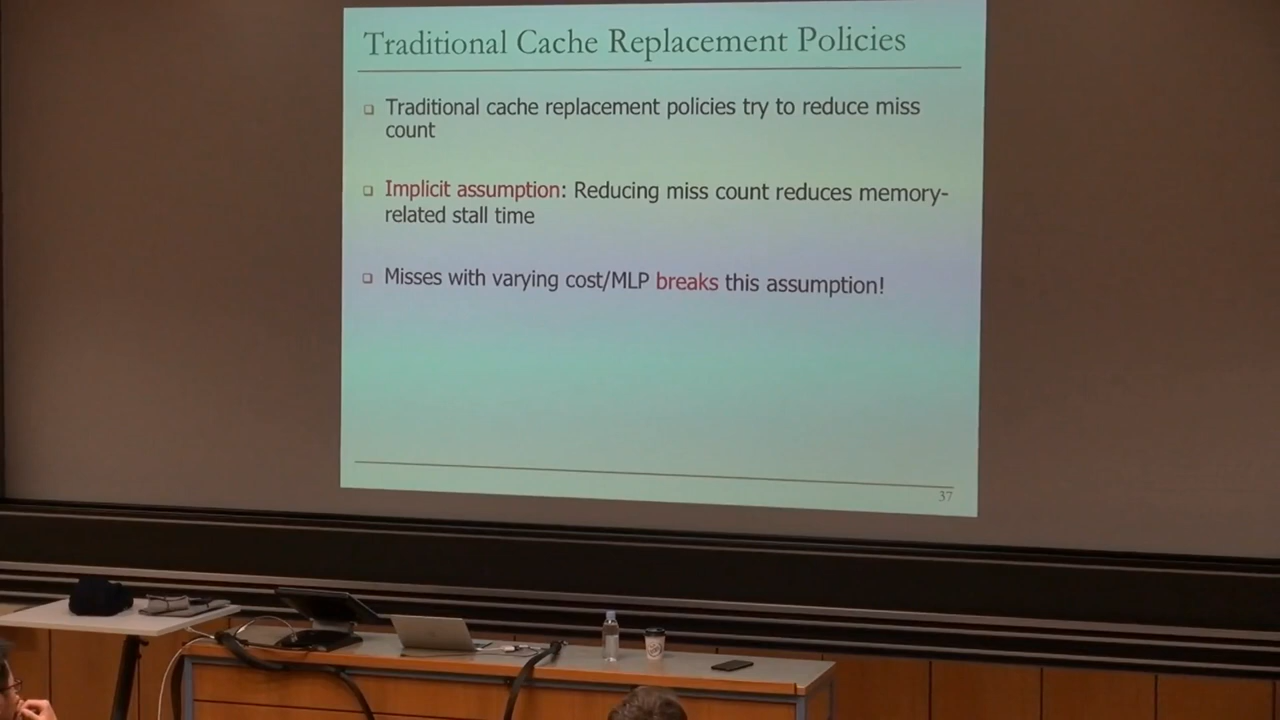 Traditional Cache Replacement Policies
Traditional cache replacement policies try to reduce miss
count
Implicit assumption: Reducing miss count reduces memory-
related stall time
Misses with varying cost/MLP breaks this assumption!
37